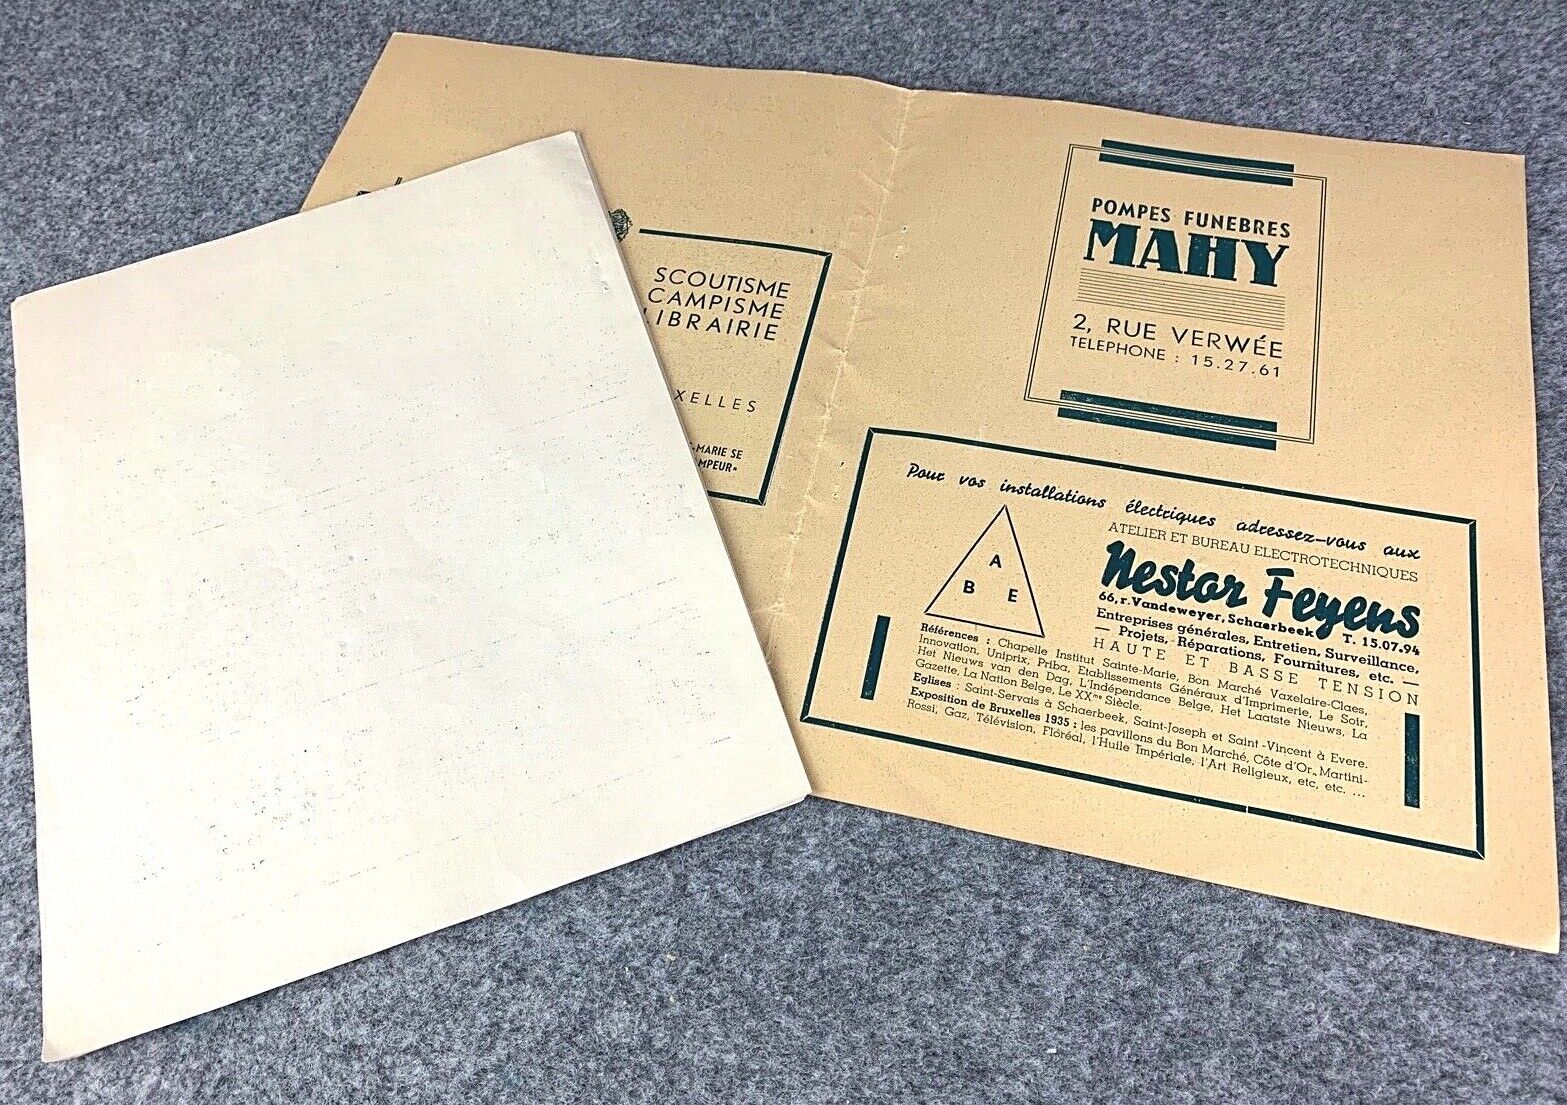 SCOUTISME
CAMPISME
LIBRAIRIE
XELLES
-MARIE SE
MPEUR»
POMPES FUNEBRES
MAHY
2, RUE VERWÉE
TELEPHONE : 15.27.61
Pour vos installations électriques adressez-vous aux
ATELIER ET BUREAU ELECTROTECHNIQUES
Nestor Feyens
A
B E
66, r. Vandeweyer, Schaerbeek T. 15.07.94
Entreprises générales, Entretien, Surveillance,
— Projets, Réparations, Fournitures, etc. —
HAUTE ET BASSE TENSION
Références : Chapelle Institut Sainte-Marie, Bon Marché Vaxelaire-Claes,
Innovation, Uniprix, Priba, Etablissements Généraux d'Imprimerie, Le Soir,
Het Nieuws van den Dag, L'Indépendance Belge, Het Laatste Nieuws, La
Gazette, La Nation Belge, Le XXme Siècle.
Eglises : Saint-Servais à Schaerbeek, Saint-Joseph et Saint-Vincent à Evere.
Exposition de Bruxelles 1935 : les pavillons du Bon Marché, Côte d'Or, Martini-
Rossi, Gaz, Télévision, Floréal, l'Huile Impériale, l'Art Religieux, etc, etc. ...